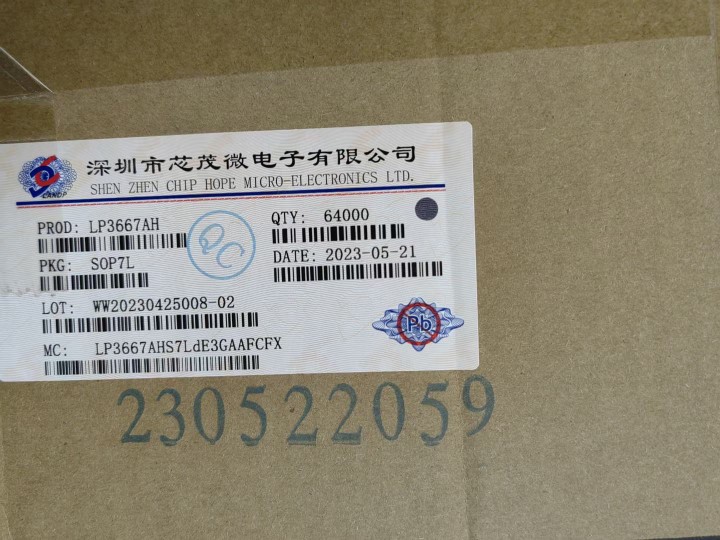 深圳市芯茂微电子有限公司
SHEN ZHEN CHIP HOPE MICRO-ELECTRONICS LTD.
PROD: LP3667AH
QTY: 64000
QC
PKG: SOP7L
DATE: 2023-05-21
LOT: WW20230425008-02
Pb
MC: LP3667AHS7LdE3GAAFCFX
230522059